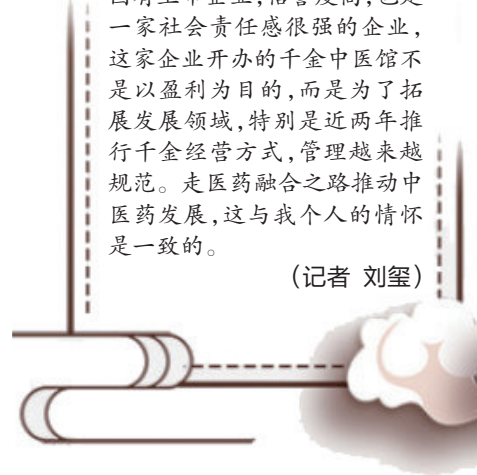 一家社会责任感很强的企业，
这家企业开办的千金中医馆不
是以盈利为目的，而是为了拓
展发展领域，特别是近两年推
行千金经营方式，管理越来越
规范。走医药融合之路推动中
医药发展，这与我个人的情怀
是一致的。
（记者 刘玺）